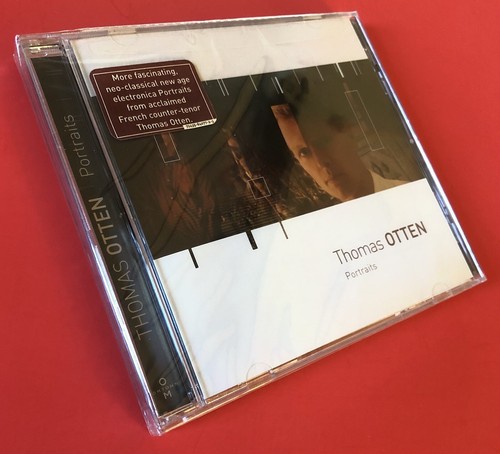 More fascinating,
neo-classical new age
electronica Portraits
from acclaimed
French counter-tenor
Thomas Otten.
Thomas OTTEN
Portraits
THOMAS OTTEN Portraits